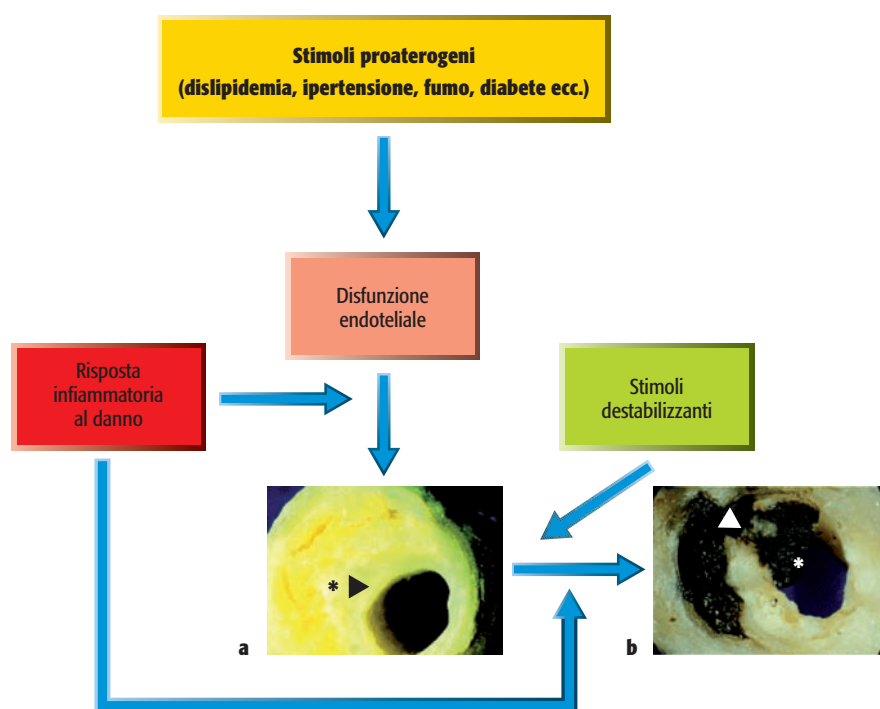 Stimoli proaterogeni
(dislipidemia, ipertensione, fumo, diabete ecc.)
Disfunzione
endoteliale
Risposta
infiammatoria
al danno
Stimoli
destabilizzanti
*
*
a
b